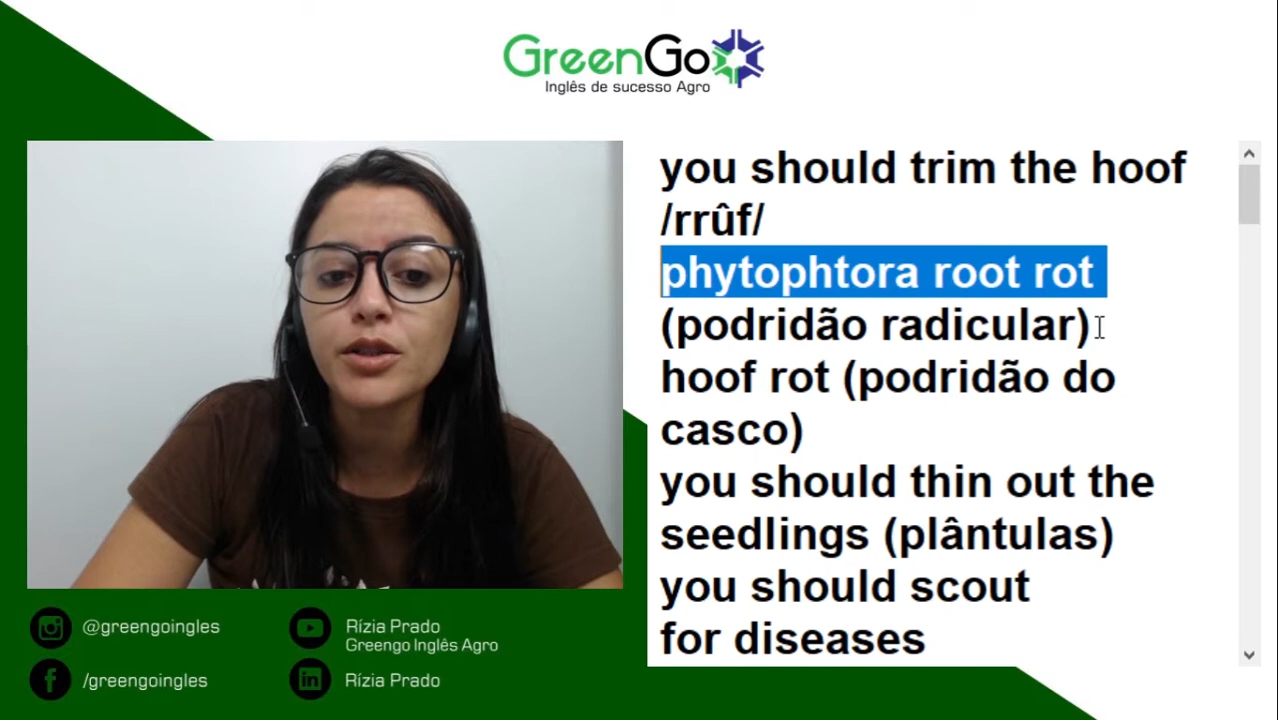 GreenGo
Inglês de sucesso Agro
you should trim the hoof
/rrûf/
phytophtora root rot
(podridão radicular)
hoof rot (podridão do
casco)
you should thin out the
seedlings (plântulas)
you should scout
for diseases
@greengoingles
Rízia Prado
Greengo Inglês Agro
/greengoingles
Rízia Prado